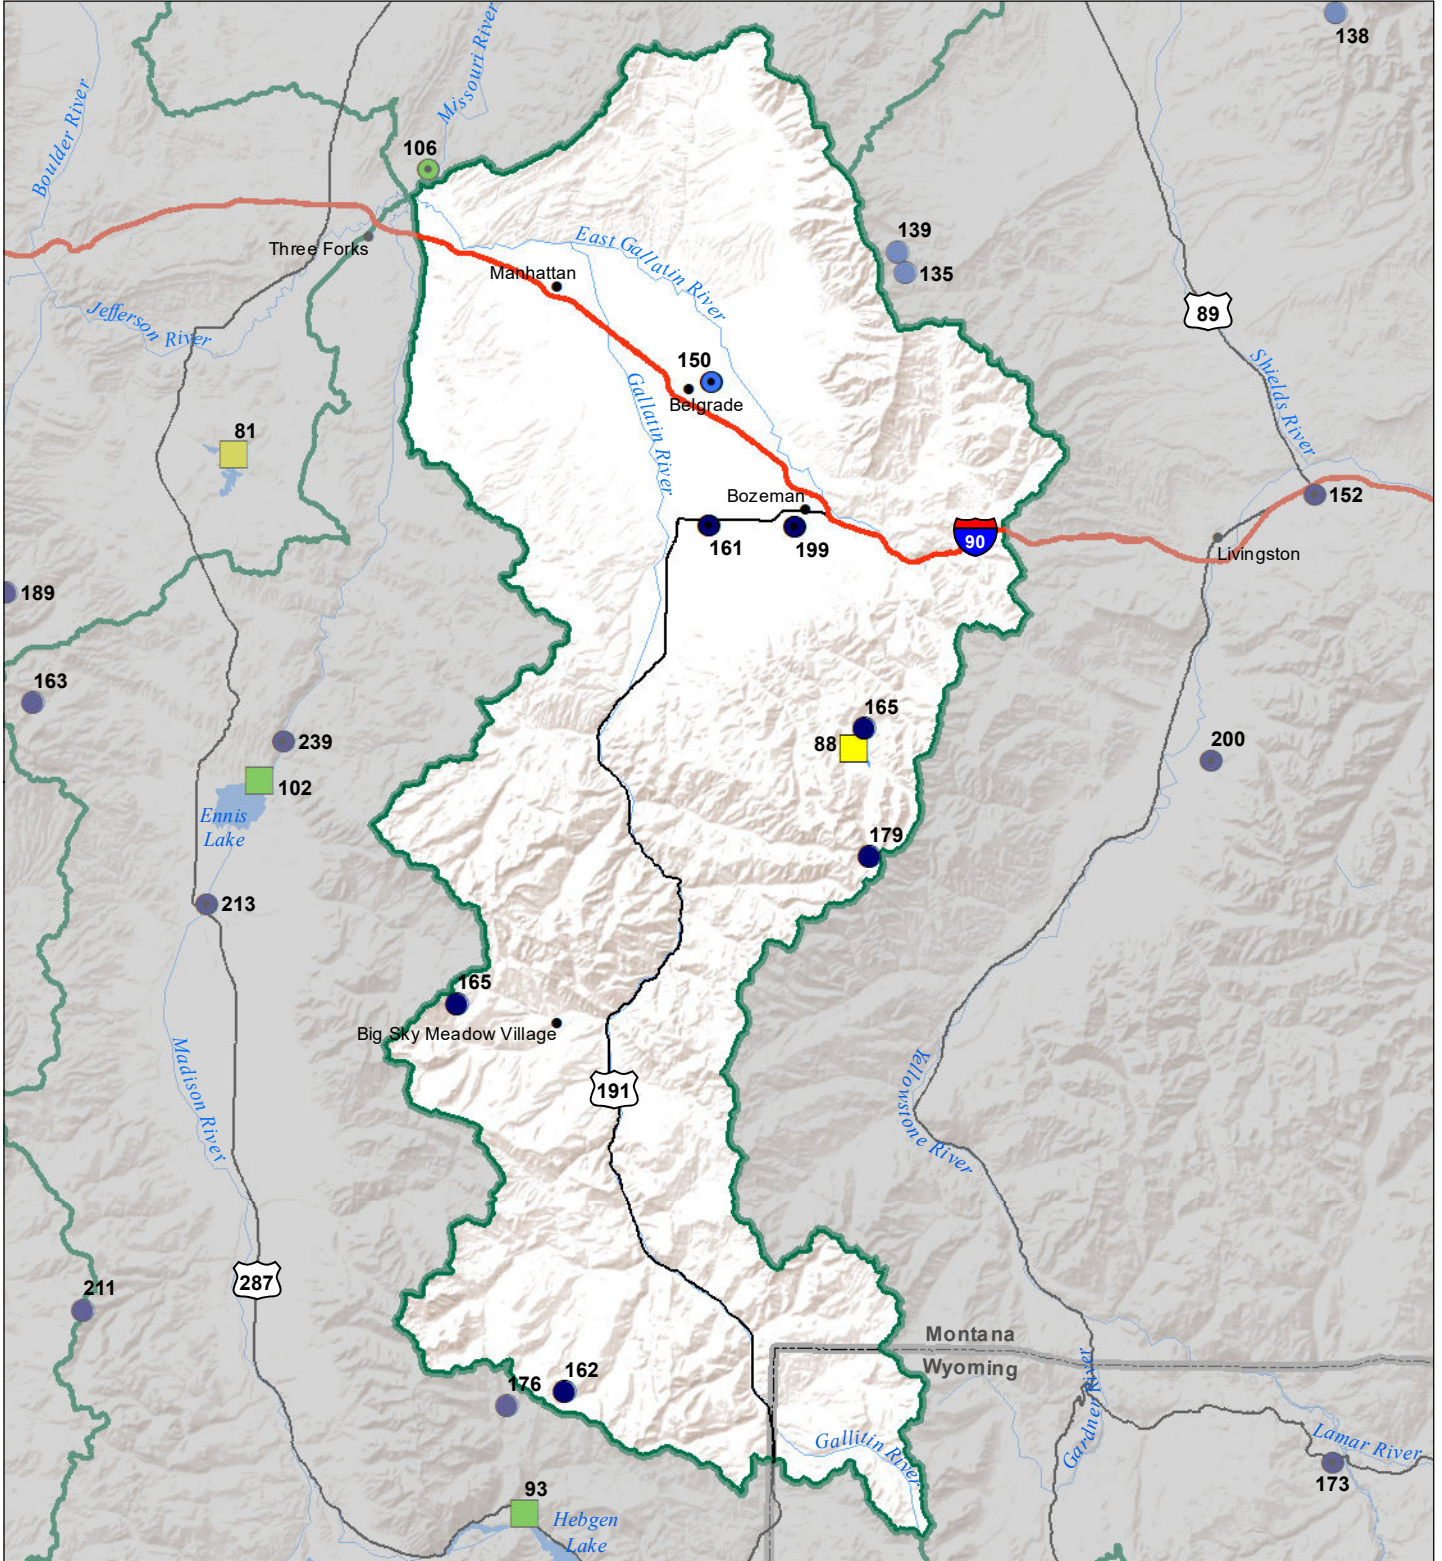 138
Missouri River
Boulder River
106
139
135
Three Forks
East Gallatin River
Manhattan
Jefferson River
89
150
Belgrade
Shields River
Gallatin River
81
Bozeman
152
161
199
90
Livingston
189
163
165
88
239
200
102
Ennis
Lake
179
213
165
Big Sky Meadow Village
Madison River
191
Yellowstone River
287
211
Montana
Wyoming
Gardner River
162
176
Gallitin River
Lamar River
173
93
Hebgen
Lake